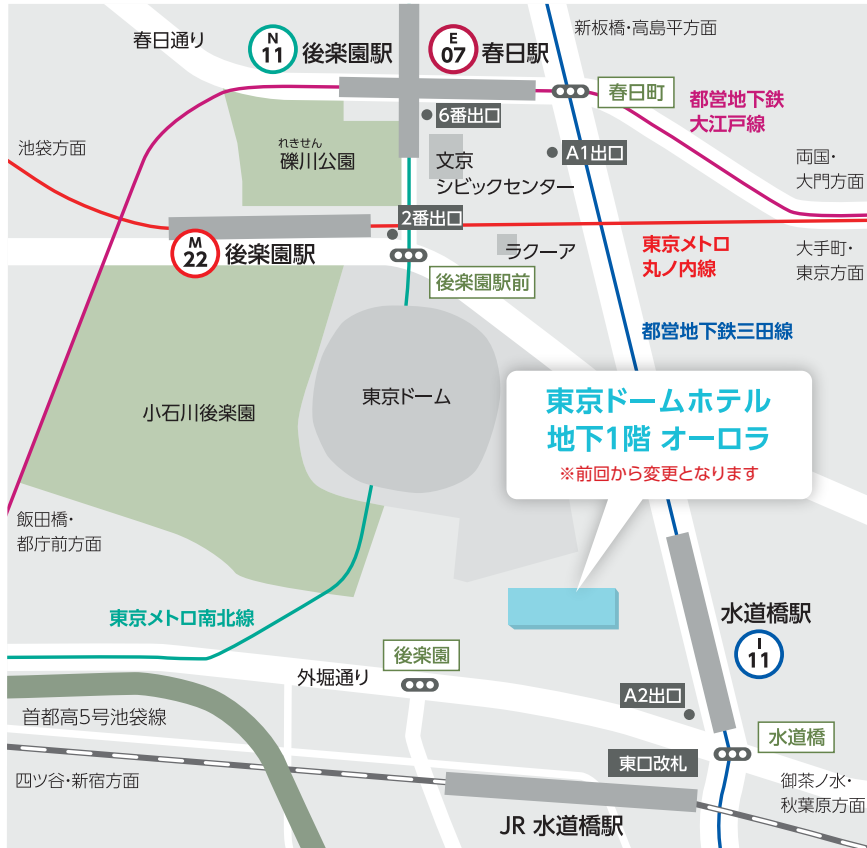 春日通り
N
11
後楽園駅
E
07
春日駅
新板橋・高島平方面
春日町
都営地下鉄
大江戸線
6番出口
池袋方面
れきせん
礫川公園
文京
シビックセンター
A1出口
両国・
大門方面
2番出口
M
22
後楽園駅
ラクーア
東京メトロ
丸ノ内線
大手町・
東京方面
後楽園駅前
都営地下鉄三田線
東京ドーム
小石川後楽園
東京ドームホテル
地下1階 オーロラ
※前回から変更となります
飯田橋・
都庁前方面
東京メトロ南北線
水道橋駅
I
11
後楽園
外堀通り
A2出口
首都高5号池袋線
水道橋
東口改札
四ツ谷・新宿方面
御茶ノ水・
秋葉原方面
JR 水道橋駅